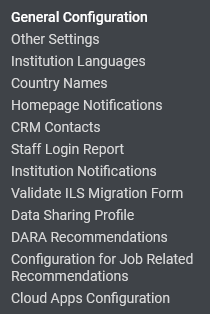 General Configuration
Other Settings
Institution Languages
Country Names
Homepage Notifications
CRM Contacts
Staff Login Report
Institution Notifications
Validate ILS Migration Form
Data Sharing Profile
DARA Recommendations
Configuration for Job Related
Recommendations
Cloud Apps Configuration